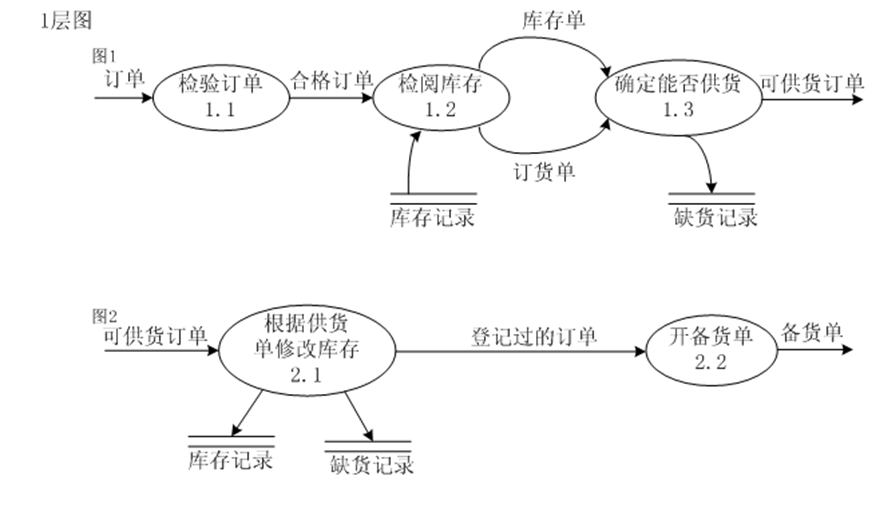 1层图
图1
订单
检验订单
1.1
合格订单
检阅库存
1.2
库存单
订货单
确定能否供货
1.3
可供货订单
库存记录
缺货记录
图2
可供货订单
根据供货
单修改库存
2.1
登记过的订单
开备货单
2.2
备货单
库存记录
缺货记录